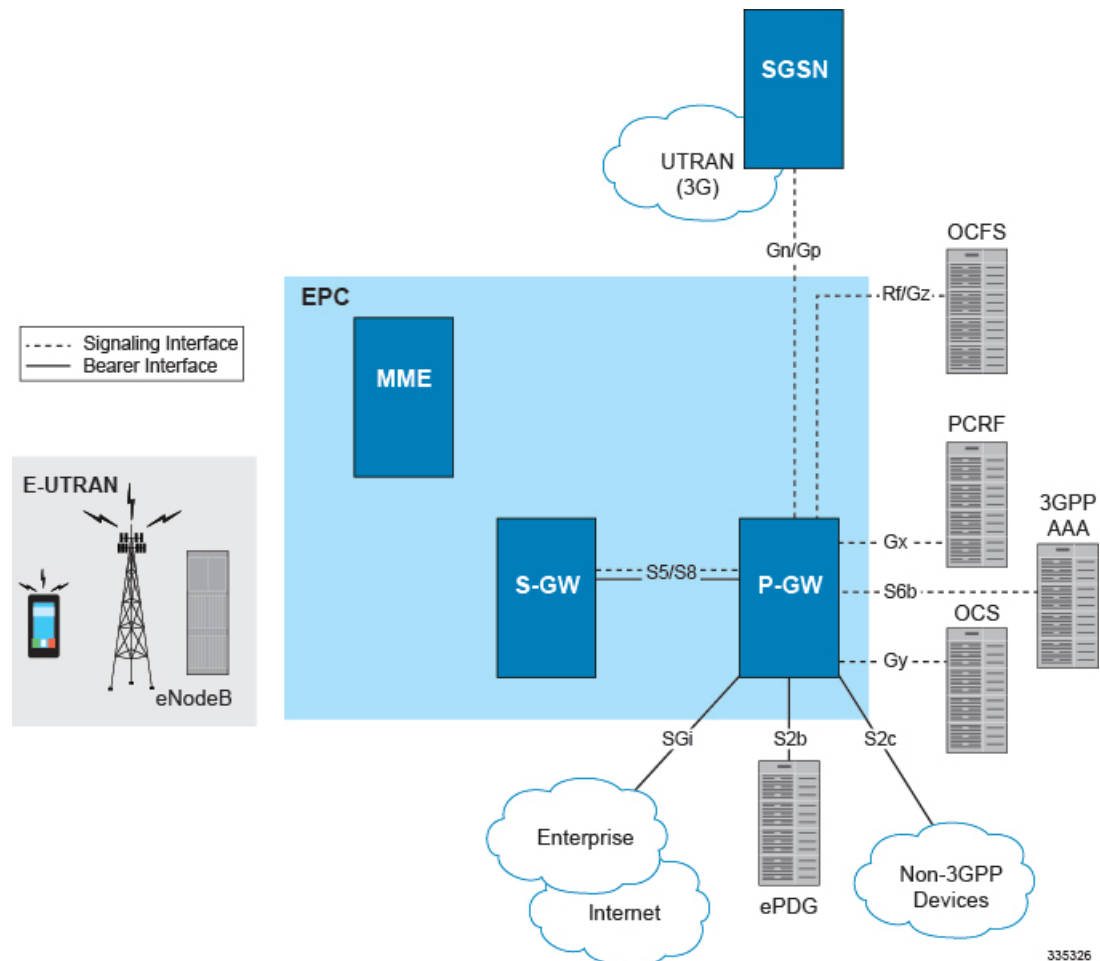 SGSN
UTRAN
(3G)
Gn/Gp
OCFS
Rf/Gz
EPC
Signaling Interface
Bearer Interface
MME
PCRF
E-UTRAN
3GPP
AAA
Gx
S-GW
S5/S8
P-GW
S6b
OCS
Gy
eNodeB
SGi
S2b
S2c
Enterprise
Internet
ePDG
Non-3GPP
Devices
335326